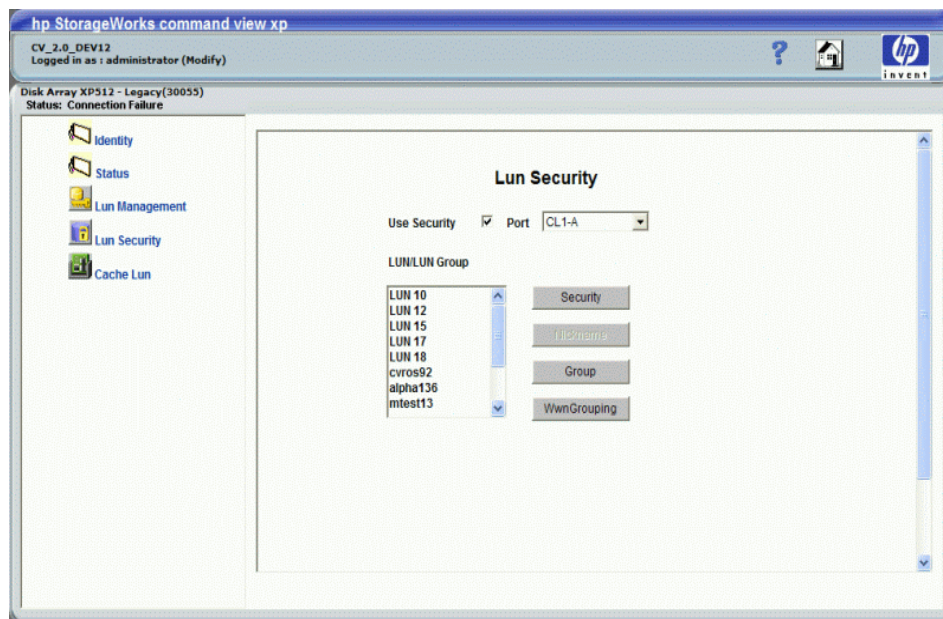 hp StorageWorks command view xp
CV_2.0_DEV12
Logged in as : administrator (Modify)
?
hp
invent
Disk Array XP512 - Legacy(30055)
Status: Connection Failure
Identity
Status
Lun Management
Lun Security
Cache Lun
Lun Security
Use Security Port CL1-A
LUN/LUN Group
LUN 10
LUN 12
LUN 15
LUN 17
LUN 18
cvros92
alpha136
mtest13
Security
Nickname
Group
WwnGrouping